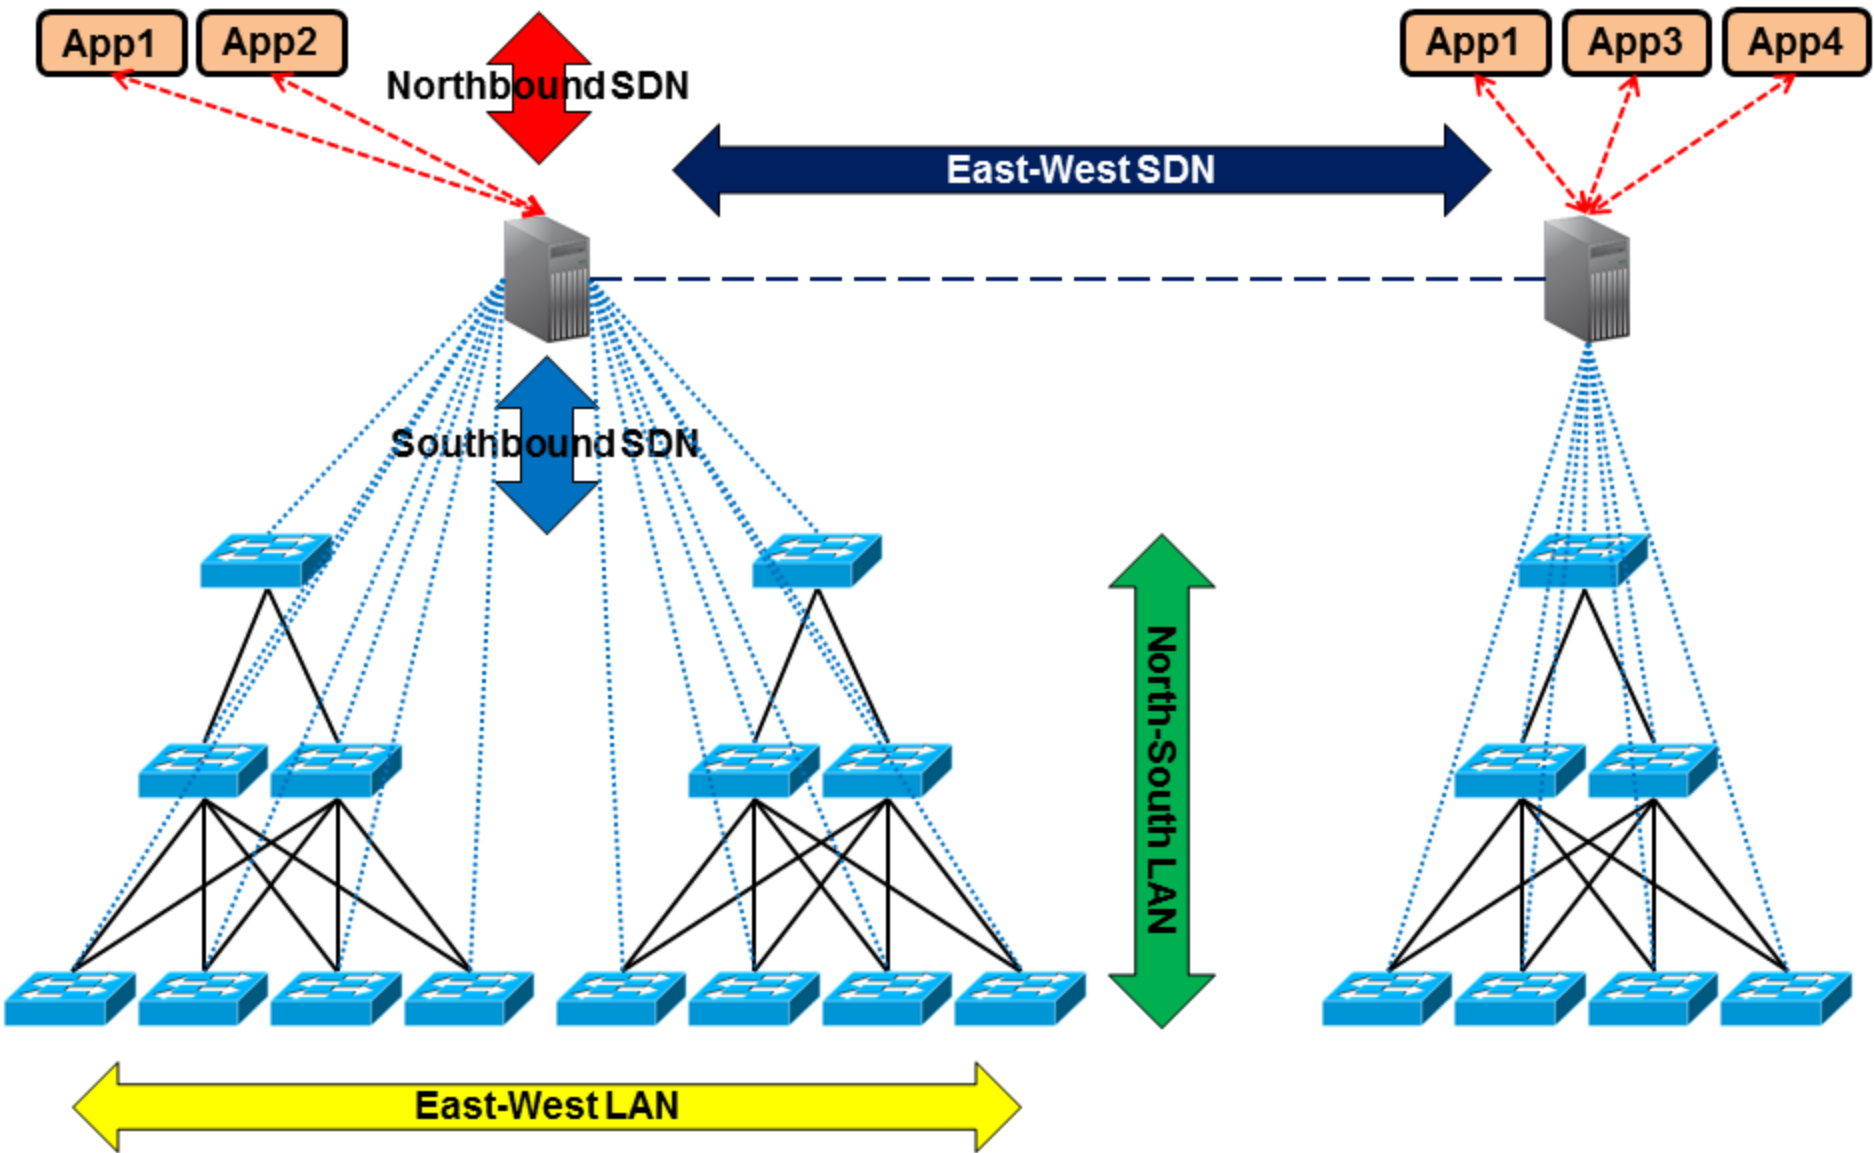 App1
App2
App1
App3
App4
Northbound SDN
East-West SDN
Southbound SDN
North-South LAN
East-West LAN